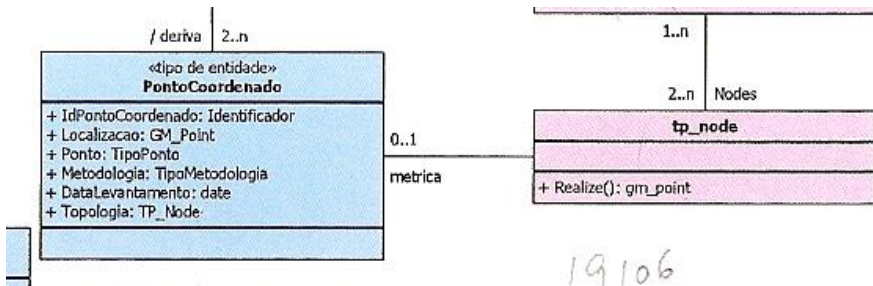 / deriva 2..n
«tipo de entidade»
PontoCoordenado
+ IdPontoCoordenado: Identificador
+ Localizacao: GM_Point
+ Ponto: TipoPonto
+ Metodologia: TipoMetodologia
+ DataLevantamento: date
+ Topologia: TP_Node
0..1
metrica
1..n
2..n Nodes
tp_node
+ Realize(): gm_point
19106